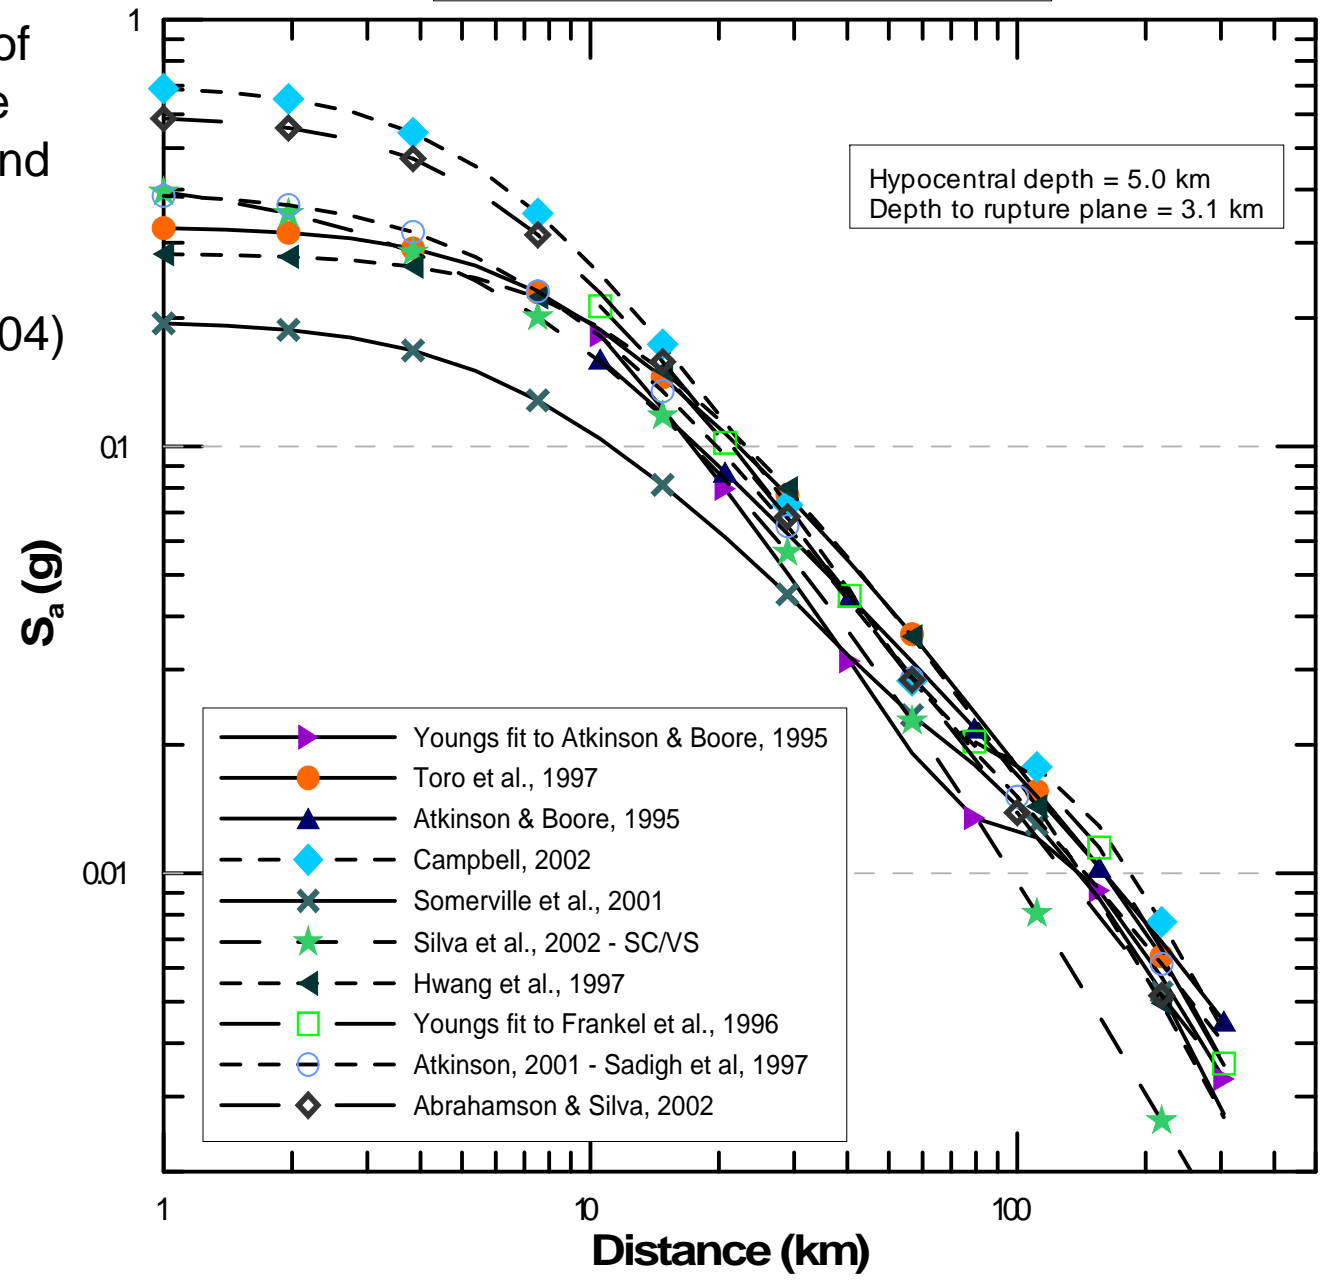 of
e
nd
04)
1
0.1
0.01
Sa (g)
Hypocentral depth = 5.0 km
Depth to rupture plane = 3.1 km
Youngs fit to Atkinson & Boore, 1995
Toro et al., 1997
Atkinson & Boore, 1995
Campbell, 2002
Somerville et al., 2001
Silva et al., 2002 - SC/VS
Hwang et al., 1997
Youngs fit to Frankel et al., 1996
Atkinson, 2001 - Sadigh et al, 1997
Abrahamson & Silva, 2002
1 10 100
Distance (km)